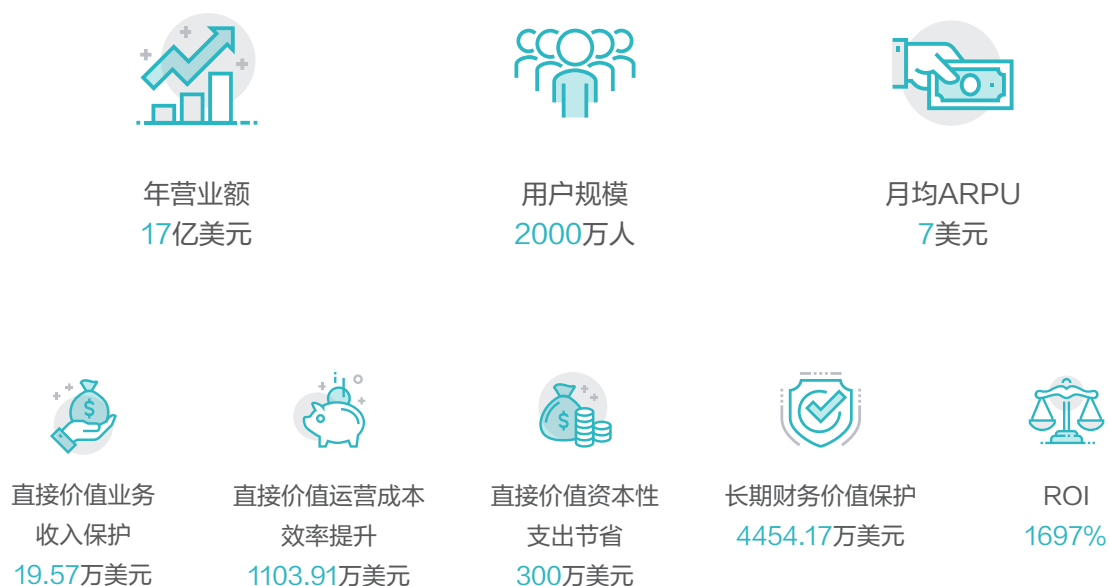 年营业额
17亿美元
用户规模
2000万人
月均ARPU
7美元
直接价值业务
收入保护
19.57万美元
直接价值运营成本
效率提升
1103.91万美元
直接价值资本性
支出节省
300万美元
长期财务价值保护
4454.17万美元
ROI
1697%